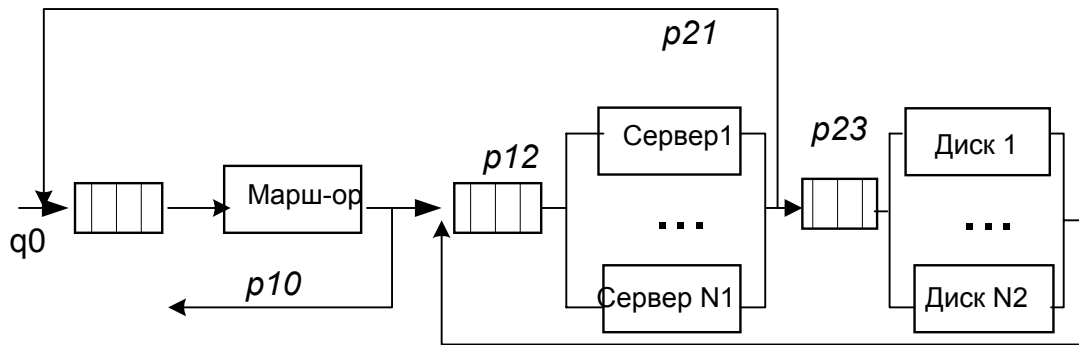 p21
Сервер1
p23
Диск 1
p12
Марш-ор
...
...
q0
p10
Сервер N1
Диск N2